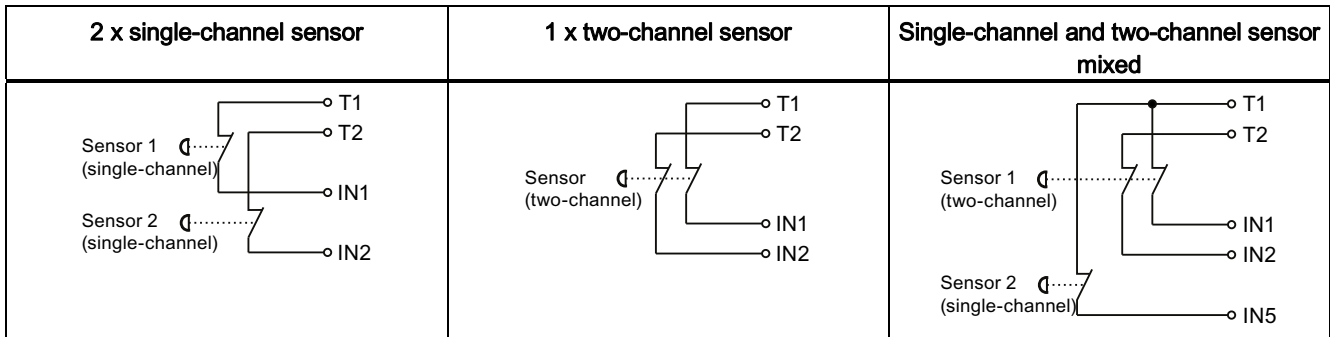 2 x single-channel sensor
1 x two-channel sensor
Single-channel and two-channel sensor
mixed
T1
T2
Sensor 1
(single-channel)
IN1
Sensor 2
(single-channel)
IN2
T1
T2
Sensor
(two-channel)
IN1
IN2
T1
T2
Sensor 1
(two-channel)
IN1
IN2
Sensor 2
(single-channel)
IN5